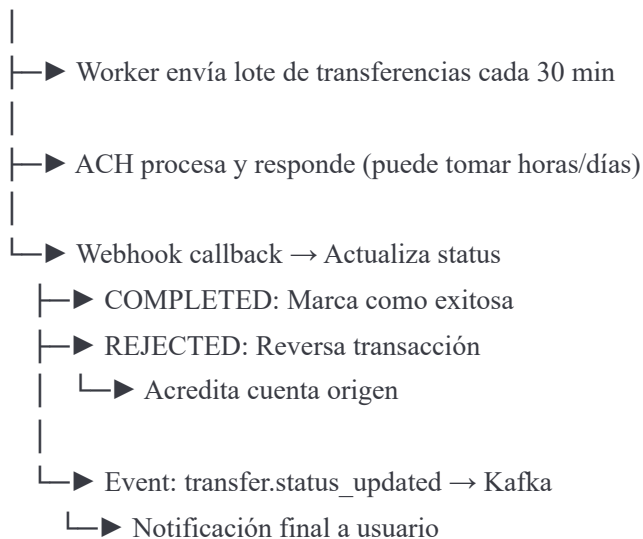 │
├─► Worker envía lote de transferencias cada 30 min
│
├─► ACH procesa y responde (puede tomar horas/días)
│
└─► Webhook callback → Actualiza status
├─► COMPLETED: Marca como exitosa
├─► REJECTED: Reversa transacción
│ └─► Acredita cuenta origen
│
└─► Event: transfer.status_updated → Kafka
└─► Notificación final a usuario